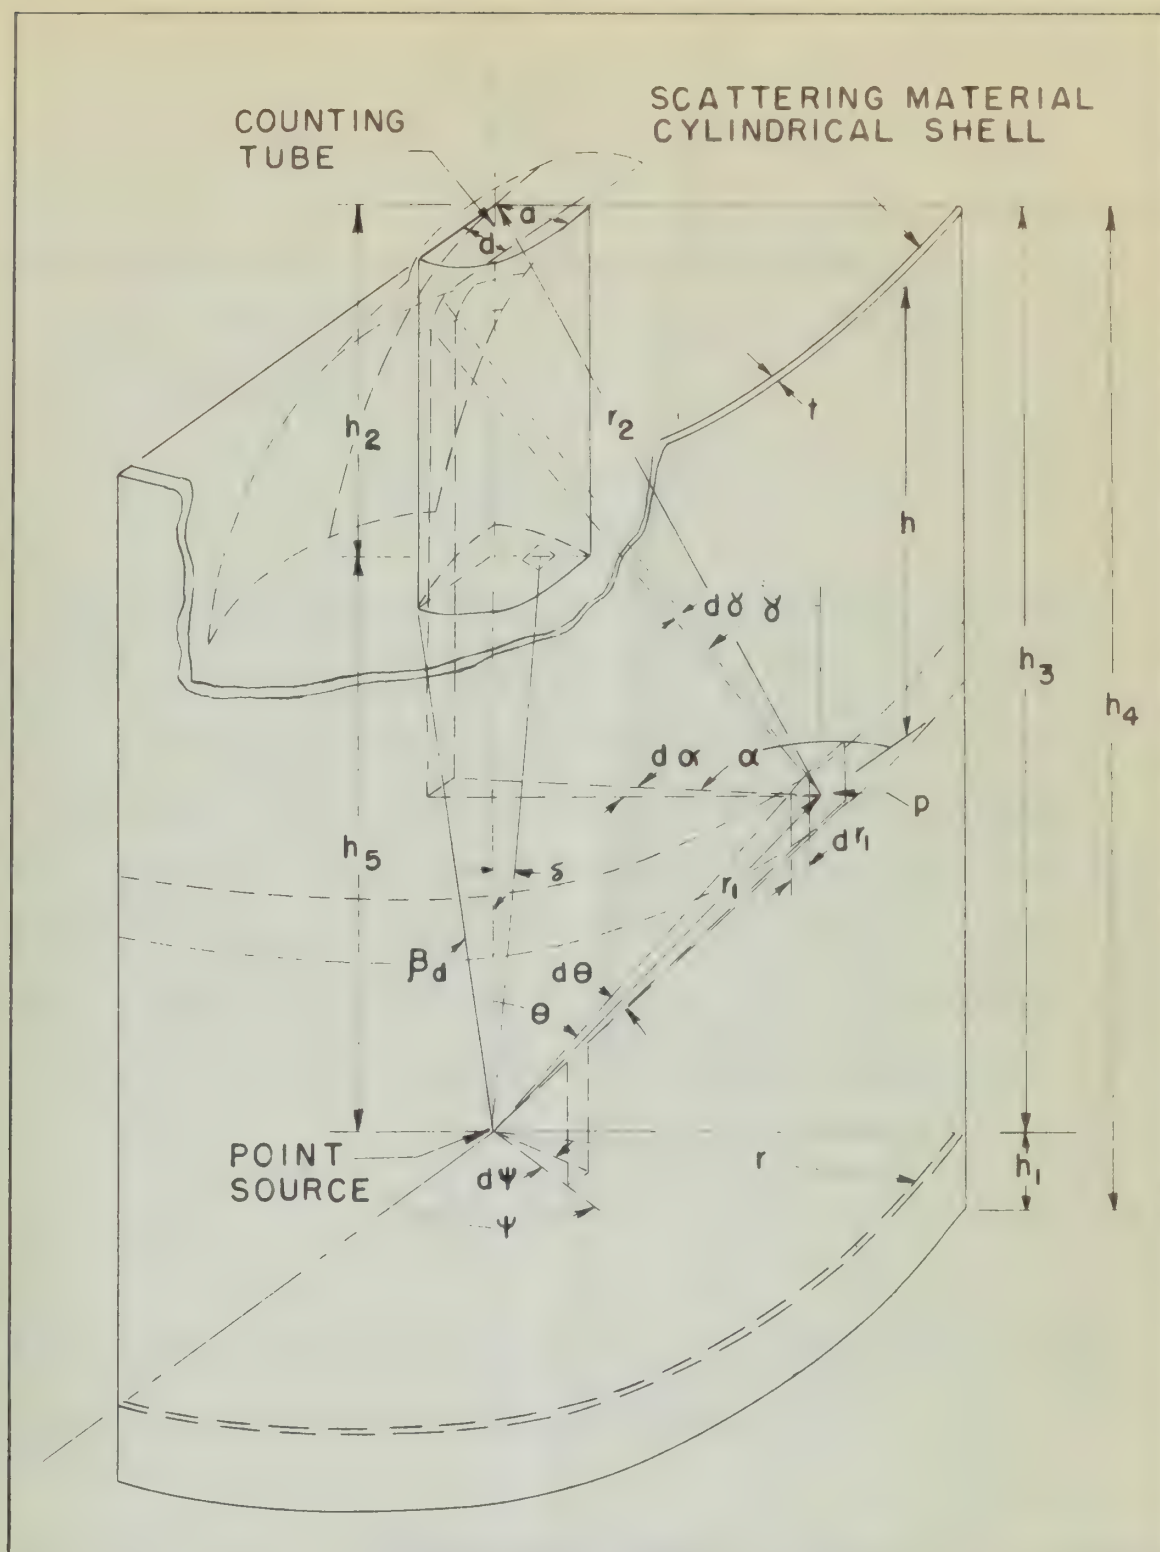 SCATTERING MATERIAL
CYLINDRICAL SHELL
COUNTING
TUBE
a
d
h₂
r₂
t
h
dɣ ɣ
h₃
h₄
dα α
p
h₅
δ
dr₁
r₁
βd
dθ
θ
POINT
SOURCE
dψ
ψ
r
h₁